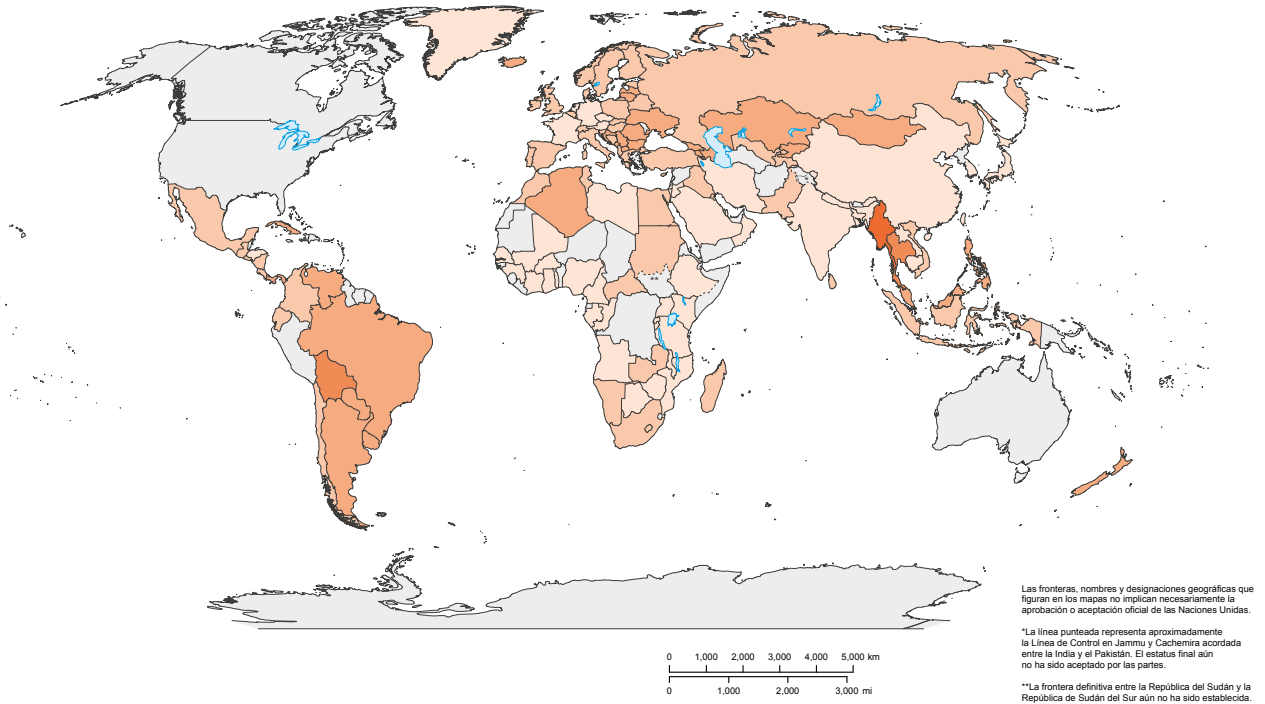 Las fronteras, nombres y designaciones geográficas que
figuran en los mapas no implican necesariamente la
aprobación o aceptación oficial de las Naciones Unidas.
*La línea punteada representa aproximadamente
la Línea de Control en Jammu y Cachemira acordada
entre la India y el Pakistán. El estatus final aún
no ha sido aceptado por las partes.
**La frontera definitiva entre la República del Sudán y la
República de Sudán del Sur aún no ha sido establecida.
0 1,000 2,000 3,000 4,000 5,000 km
0 1,000 2,000 3,000 mi
**